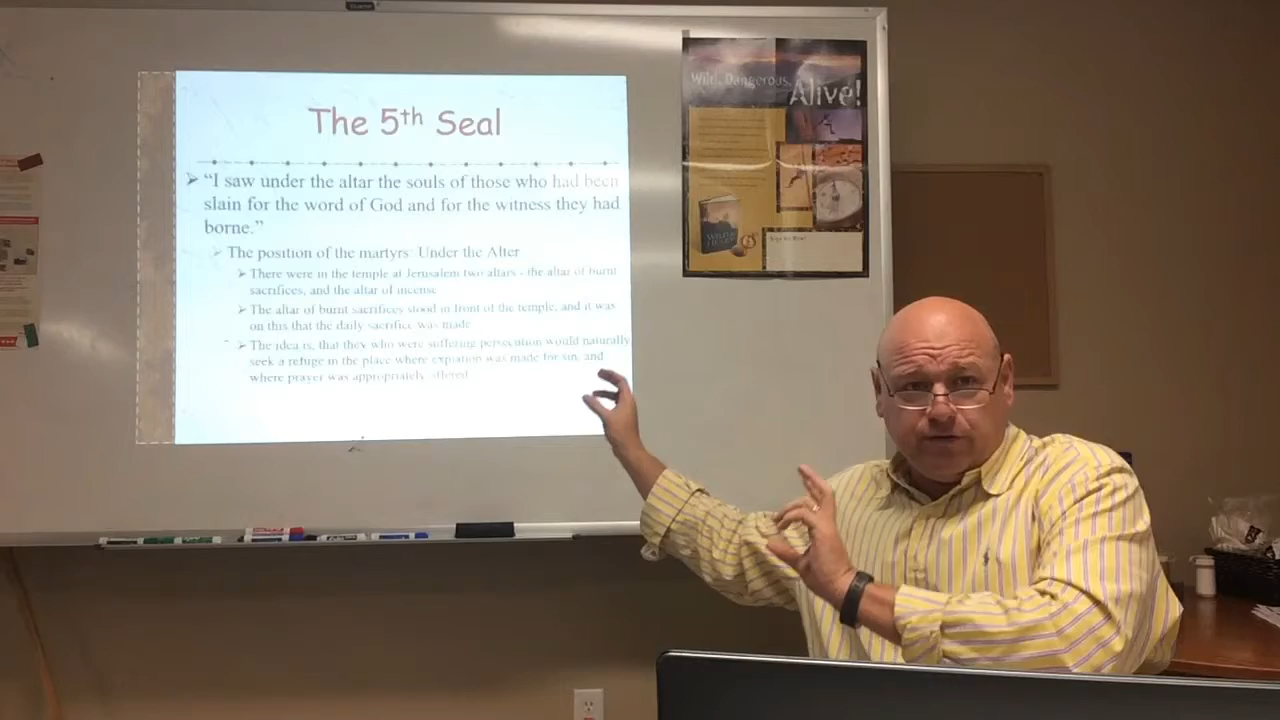 The 5th Seal
➤ “I saw under the altar the souls of those who had been
slain for the word of God and for the witness they had
borne.”
➤ The position of the martyrs: Under the Alter
➤ There were in the temple at Jerusalem two altars - the altar of burnt
sacrifices, and the altar of incense
➤ The altar of burnt sacrifices stood in front of the temple, and it was
on this that the daily sacrifice was made
➤ The idea is, that they who were suffering persecution would naturally
seek a refuge in the place where expiation was made for sin, and
where prayer was appropriately offered
Wild, Dangerous,
Alive!